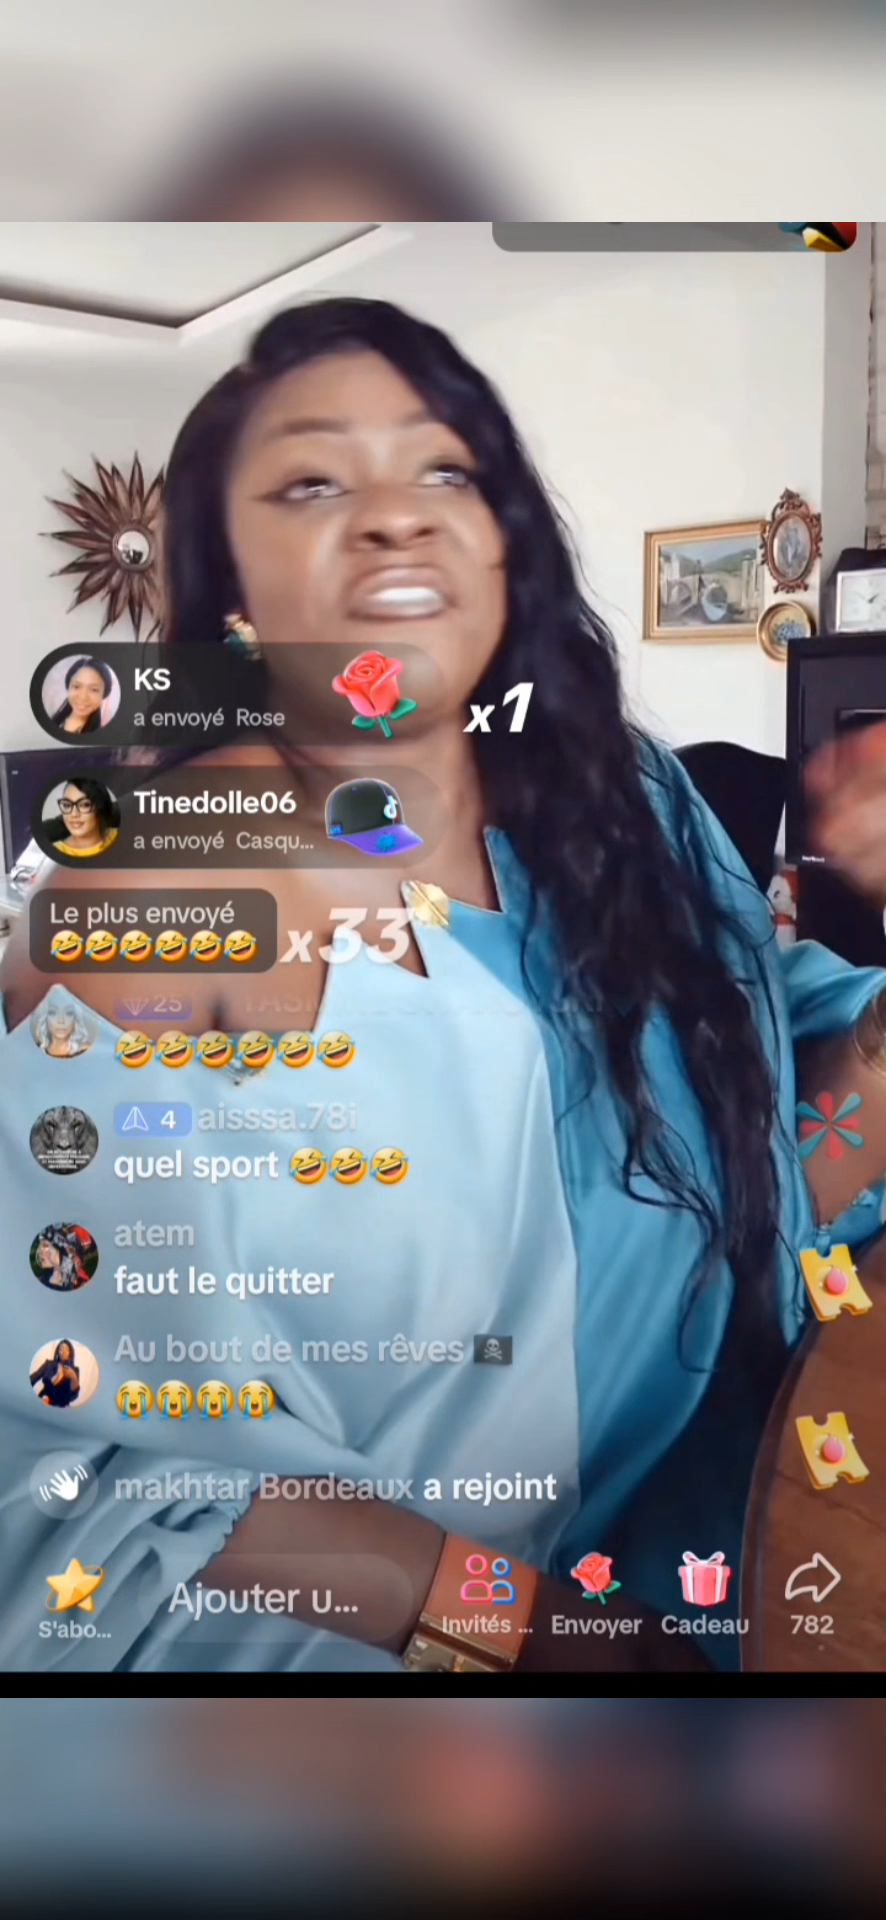 KS
a envoyé Rose
x1
Tinedolle06
a envoyé Casqu...
Le plus envoyé
🤣🤣🤣🤣🤣🤣 x33
25
🤣🤣🤣🤣🤣🤣
4 aisssa.78i
quel sport 🤣🤣🤣
atem
faut le quitter
Au bout de mes rêves 🏴‍☠️
😭😭😭😭
makhtar Bordeaux a rejoint
S'abo...
Ajouter u...
Invités ...
Envoyer
Cadeau
782